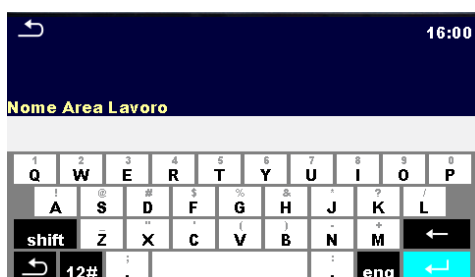 16:00
Nome Area Lavoro
1 2 3 4 5 6 7 8 9 0
Q W E R T Y U I O P
! @ # $ % & * ? /
A S D F G H J K L
- " ' ( ) - +
shift Z X C V B N M
; :
12# , . eng